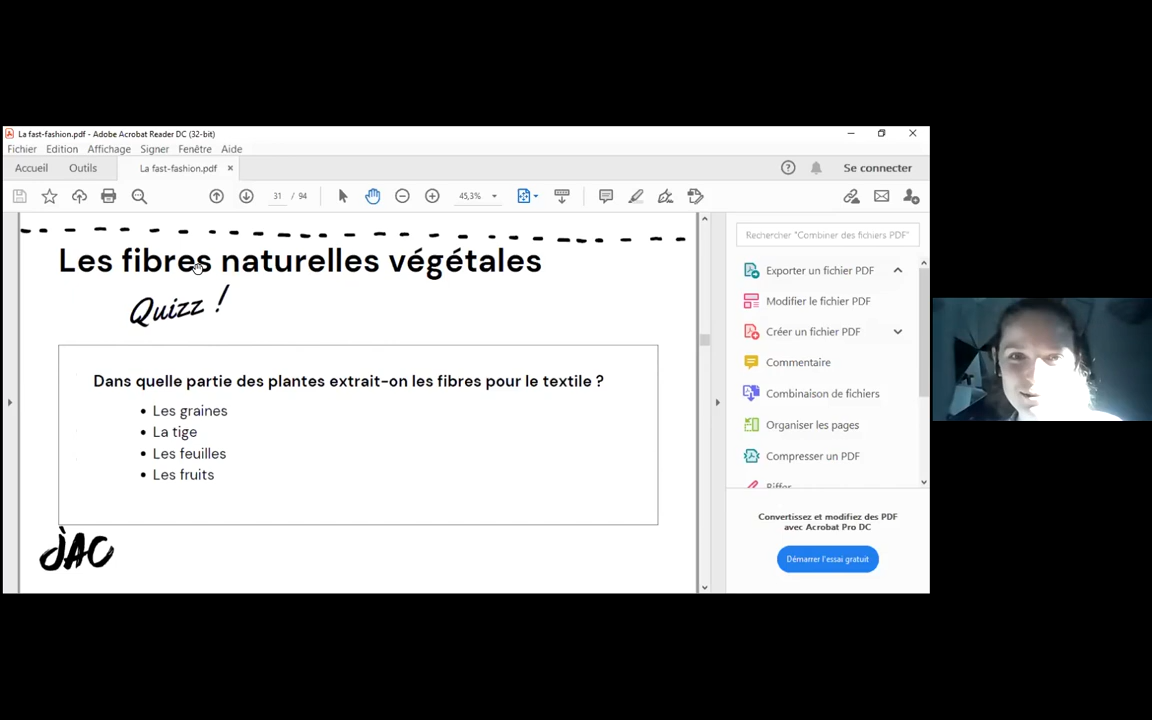 La fast-fashion.pdf - Adobe Acrobat Reader DC (32-bit)
Fichier Edition Affichage Signer Fenêtre Aide
Accueil Outils La fast-fashion.pdf × Se connecter
31 / 94 45,3%
Les fibres naturelles végétales
Quizz !
Dans quelle partie des plantes extrait-on les fibres pour le textile ?
• Les graines
• La tige
• Les feuilles
• Les fruits
JAC
Rechercher "Combiner des fichiers PDF"
Exporter un fichier PDF
Modifier le fichier PDF
Créer un fichier PDF
Commentaire
Combinaison de fichiers
Organiser les pages
Compresser un PDF
Biffer
Convertissez et modifiez des PDF
avec Acrobat Pro DC
Démarrer l'essai gratuit